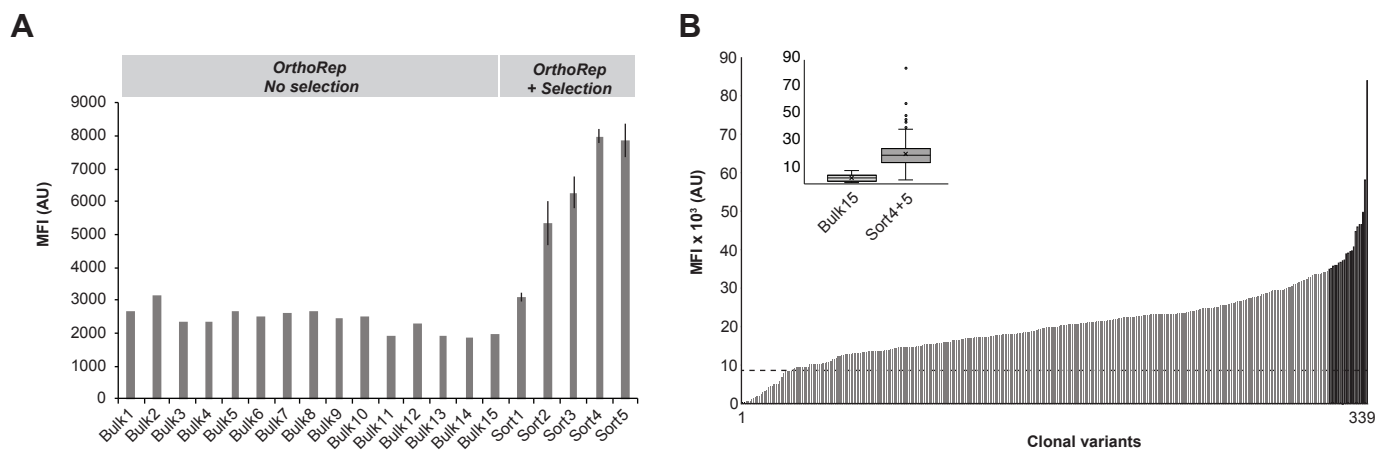 A
OrthoRep
No selection
OrthoRep
+ Selection
9000
8000
7000
6000
5000
4000
3000
2000
1000
0
MFI (AU)
Bulk1
Bulk2
Bulk3
Bulk4
Bulk5
Bulk6
Bulk7
Bulk8
Bulk9
Bulk10
Bulk11
Bulk12
Bulk13
Bulk14
Bulk15
Sort1
Sort2
Sort3
Sort4
Sort5
B
90
80
70
60
50
40
30
20
10
0
MFI x 10³ (AU)
90
70
50
30
10
Bulk15
Sort4+5
1
339
Clonal variants